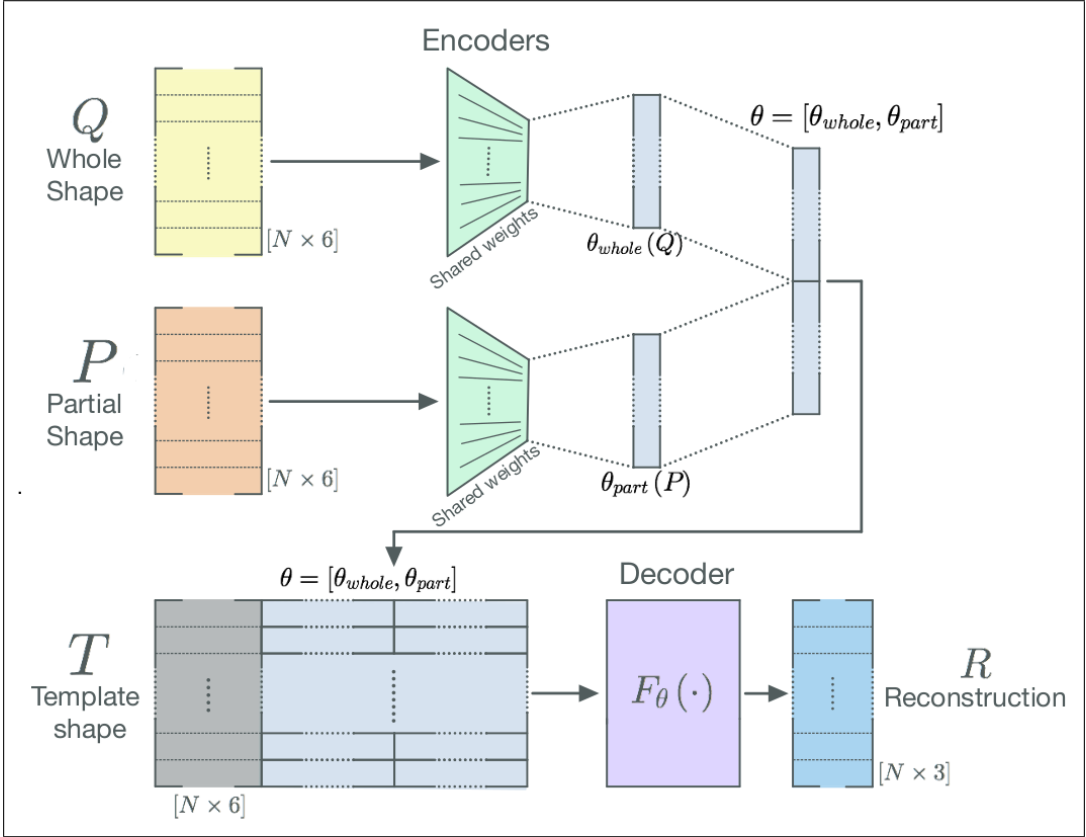 Encoders
Q
Whole
Shape
[N × 6]
Shared weights
θ_whole (Q)
θ = [θ_whole, θ_part]
P
Partial
Shape
[N × 6]
Shared weights
θ_part (P)
θ = [θ_whole, θ_part]
Decoder
T
Template
shape
[N × 6]
F_θ (·)
R
Reconstruction
[N × 3]